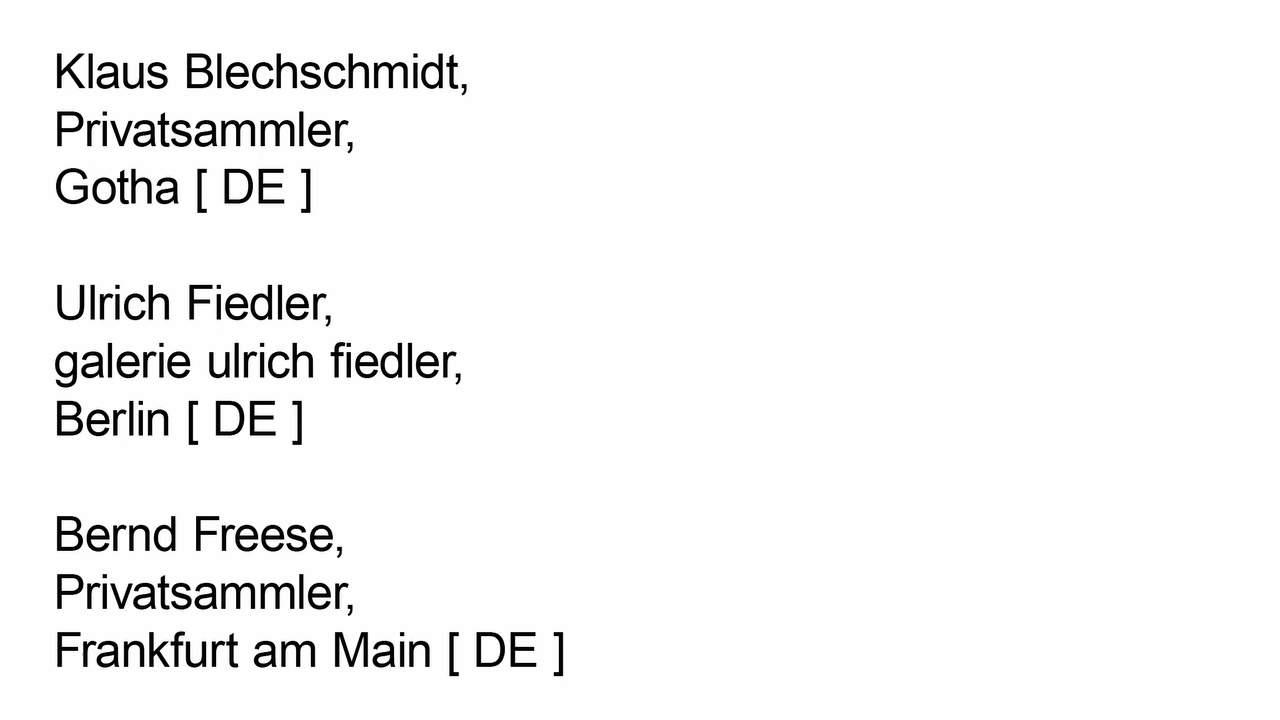 Klaus Blechschmidt,
Privatsammler,
Gotha [ DE ]
Ulrich Fiedler,
galerie ulrich fiedler,
Berlin [ DE ]
Bernd Freese,
Privatsammler,
Frankfurt am Main [ DE ]